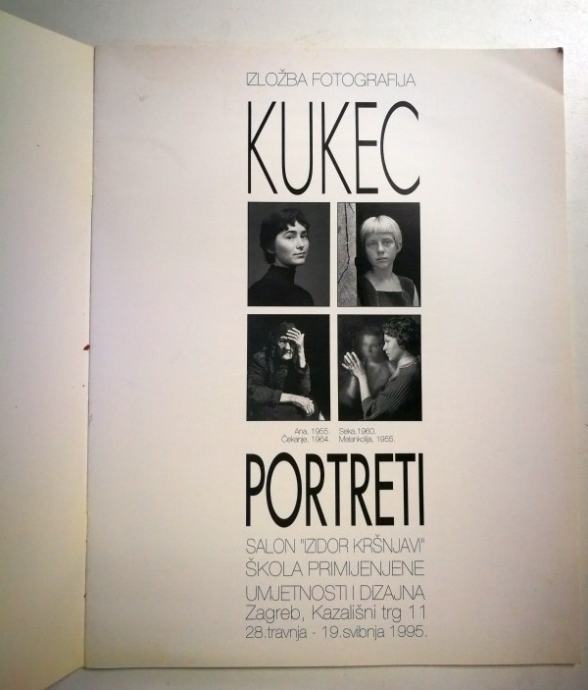 IZLOŽBA FOTOGRAFIJA
KUKEC
Ana, 1955. Seka, 1960.
Čekanje, 1964. Melankolija, 1956.
PORTRETI
SALON "IZIDOR KRŠNJAVI"
ŠKOLA PRIMIJENJENE
UMJETNOSTI I DIZAJNA
Zagreb, Kazališni trg 11
28.travnja - 19.svibnja 1995.